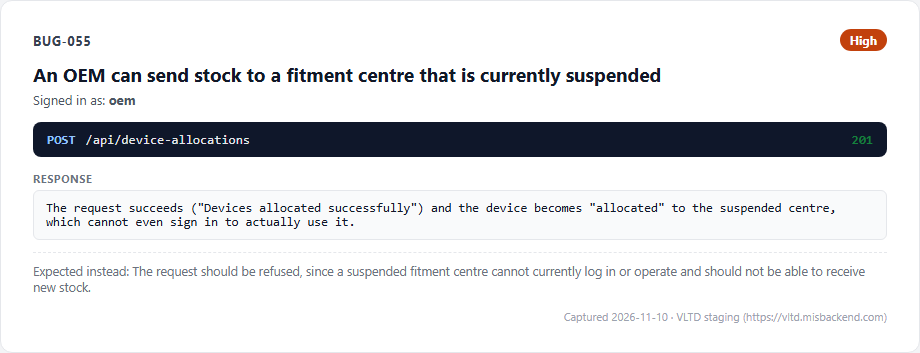 BUG-055
High
An OEM can send stock to a fitment centre that is currently suspended
Signed in as: oem
POST /api/device-allocations
201
RESPONSE
The request succeeds ("Devices allocated successfully") and the device becomes "allocated" to the suspended centre,
which cannot even sign in to actually use it.
Expected instead: The request should be refused, since a suspended fitment centre cannot currently log in or operate and should not be able to receive
new stock.
Captured 2026-11-10 · VLTD staging (https://vltd.misbackend.com)